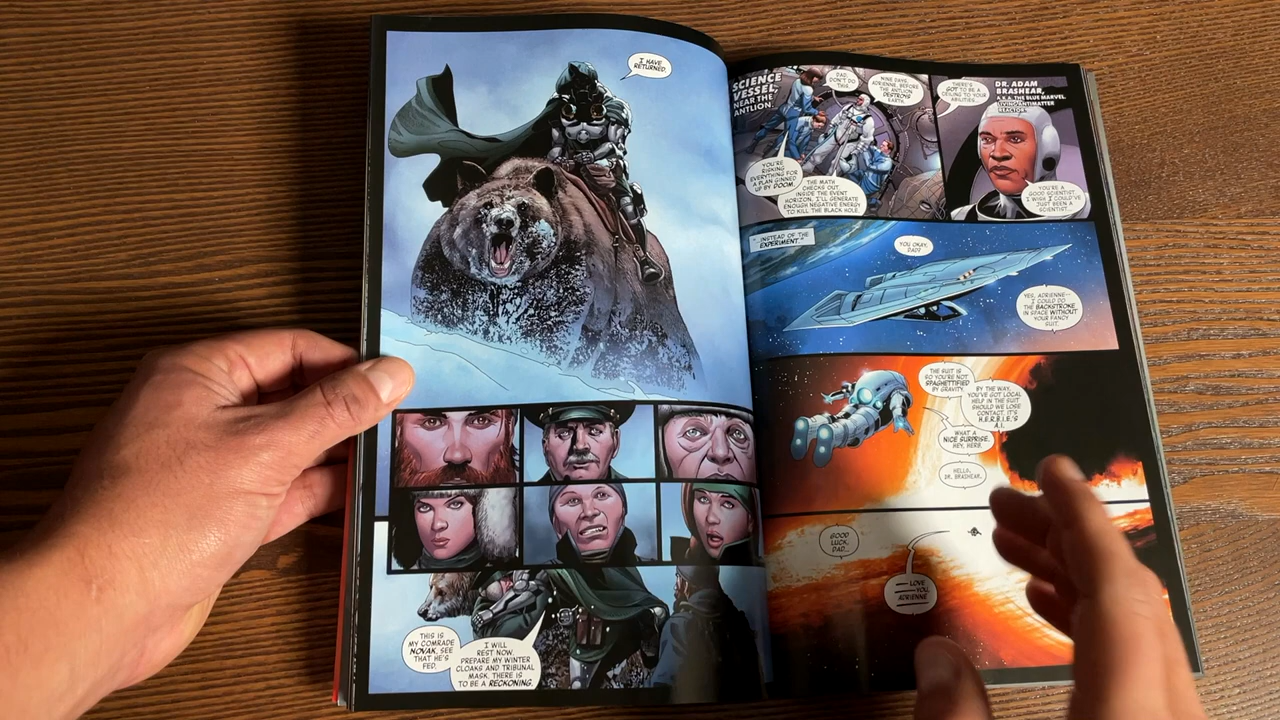 I HAVE
RETURNED.
THIS IS
MY COMRADE
NOVAK. SEE
THAT HE'S
FED.
I WILL
REST NOW.
PREPARE MY WINTER
CLOAKS AND TRIBUNAL
MASK. THERE IS
TO BE A RECKONING.
SCIENCE
VESSEL,
NEAR THE
ANTLION.
DAD,
DON'T DO
THIS.
NINE DAYS,
ADRIENNE, BEFORE
THE ANTLION
DESTROYS
EARTH.
YOU'RE
RISKING
EVERYTHING FOR
A PLAN GINNED
UP BY DOOM.
THE MATH
CHECKS OUT.
INSIDE THE EVENT
HORIZON, I'LL GENERATE
ENOUGH NEGATIVE ENERGY
TO KILL THE BLACK HOLE.
THERE'S
GOT TO BE A
CEILING TO YOUR
ABILITIES...
DR. ADAM
BRASHEAR,
A.K.A. THE BLUE MARVEL.
LIVING ANTIMATTER
REACTOR.
YOU'RE A
GOOD SCIENTIST.
I WISH I COULD'VE
JUST BEEN A
SCIENTIST...
"...INSTEAD OF THE
EXPERIMENT."
YOU OKAY,
DAD?
YES, ADRIENNE--
I COULD DO
THE BACKSTROKE
IN SPACE WITHOUT
YOUR FANCY
SUIT.
THE SUIT IS
SO YOU'RE NOT
SPAGHETTIFIED
BY GRAVITY.
BY THE WAY,
YOU'VE GOT LOCAL
HELP IN THE SUIT
SHOULD WE LOSE
CONTACT. IT'S
H.E.R.B.I.E.'S
A.I.
WHAT A
NICE SURPRISE.
HEY, HERB.
HELLO,
DR. BRASHEAR.
GOOD
LUCK,
DAD...
LOVE
YOU,
ADRIENNE